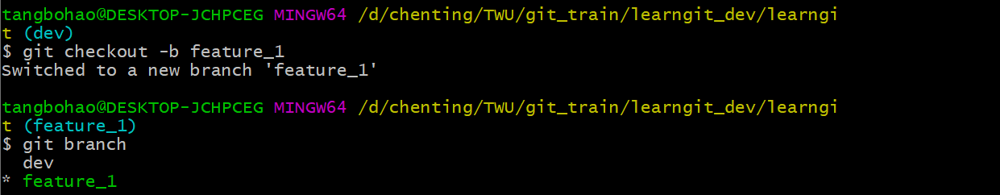 tangbohao@DESKTOP-JCHPCEG MINGW64 /d/chenting/TWU/git_train/learngit_dev/learngi
t (dev)
$ git checkout -b feature_1
Switched to a new branch 'feature_1'
tangbohao@DESKTOP-JCHPCEG MINGW64 /d/chenting/TWU/git_train/learngit_dev/learngi
t (feature_1)
$ git branch
  dev
* feature_1